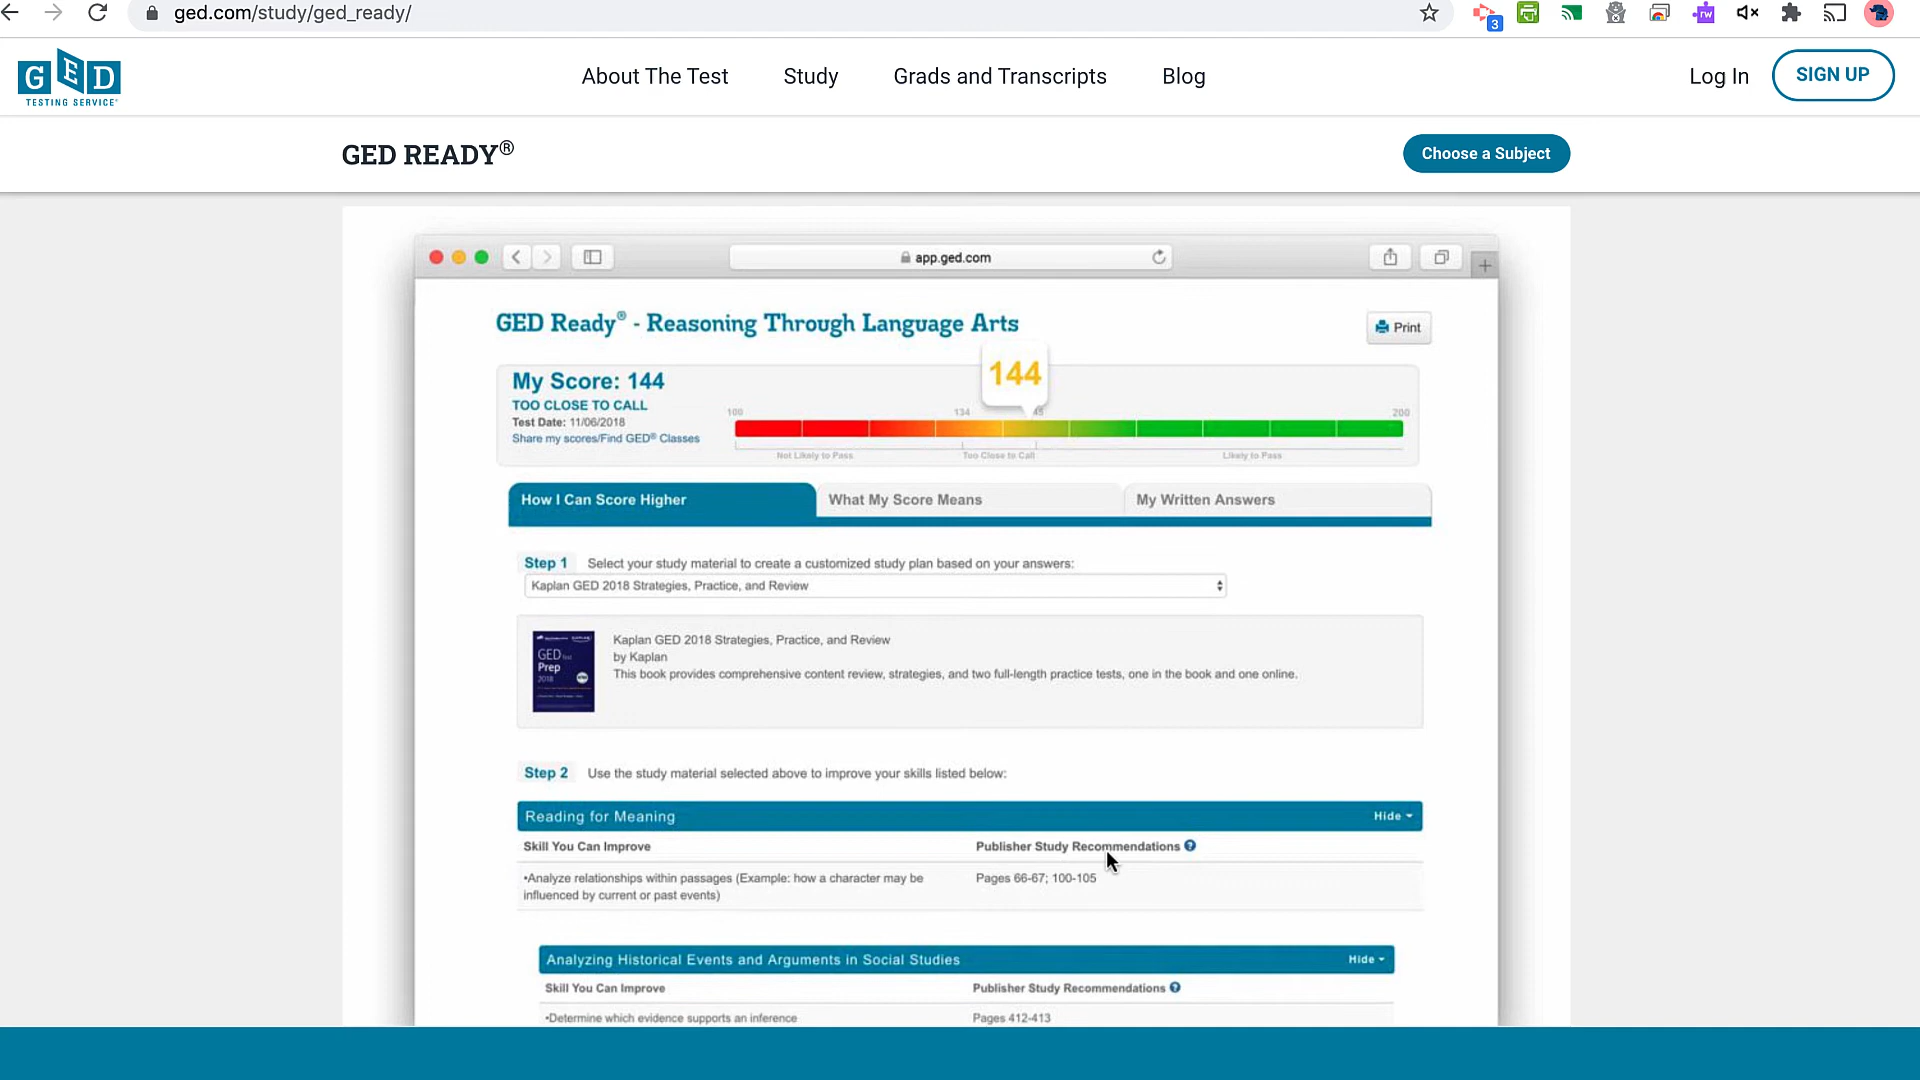 ged.com/study/ged_ready/
3
rw
GED
TESTING SERVICE
About The Test
Study
Grads and Transcripts
Blog
Log In
SIGN UP
GED READY®
Choose a Subject
app.ged.com
GED Ready® - Reasoning Through Language Arts
Print
144
My Score: 144
TOO CLOSE TO CALL
Test Date: 11/06/2018
Share my scores/Find GED® Classes
100
134
200
Not Likely to Pass
Too Close to Call
Likely to Pass
How I Can Score Higher
What My Score Means
My Written Answers
Step 1 Select your study material to create a customized study plan based on your answers:
Kaplan GED 2018 Strategies, Practice, and Review
GED
Prep
2018
Kaplan GED 2018 Strategies, Practice, and Review
by Kaplan
This book provides comprehensive content review, strategies, and two full-length practice tests, one in the book and one online.
Step 2 Use the study material selected above to improve your skills listed below:
Reading for Meaning
Hide
Skill You Can Improve
Publisher Study Recommendations ?
•Analyze relationships within passages (Example: how a character may be
influenced by current or past events)
Pages 66-67; 100-105
Analyzing Historical Events and Arguments in Social Studies
Hide
Skill You Can Improve
Publisher Study Recommendations ?
•Determine which evidence supports an inference
Pages 412-413